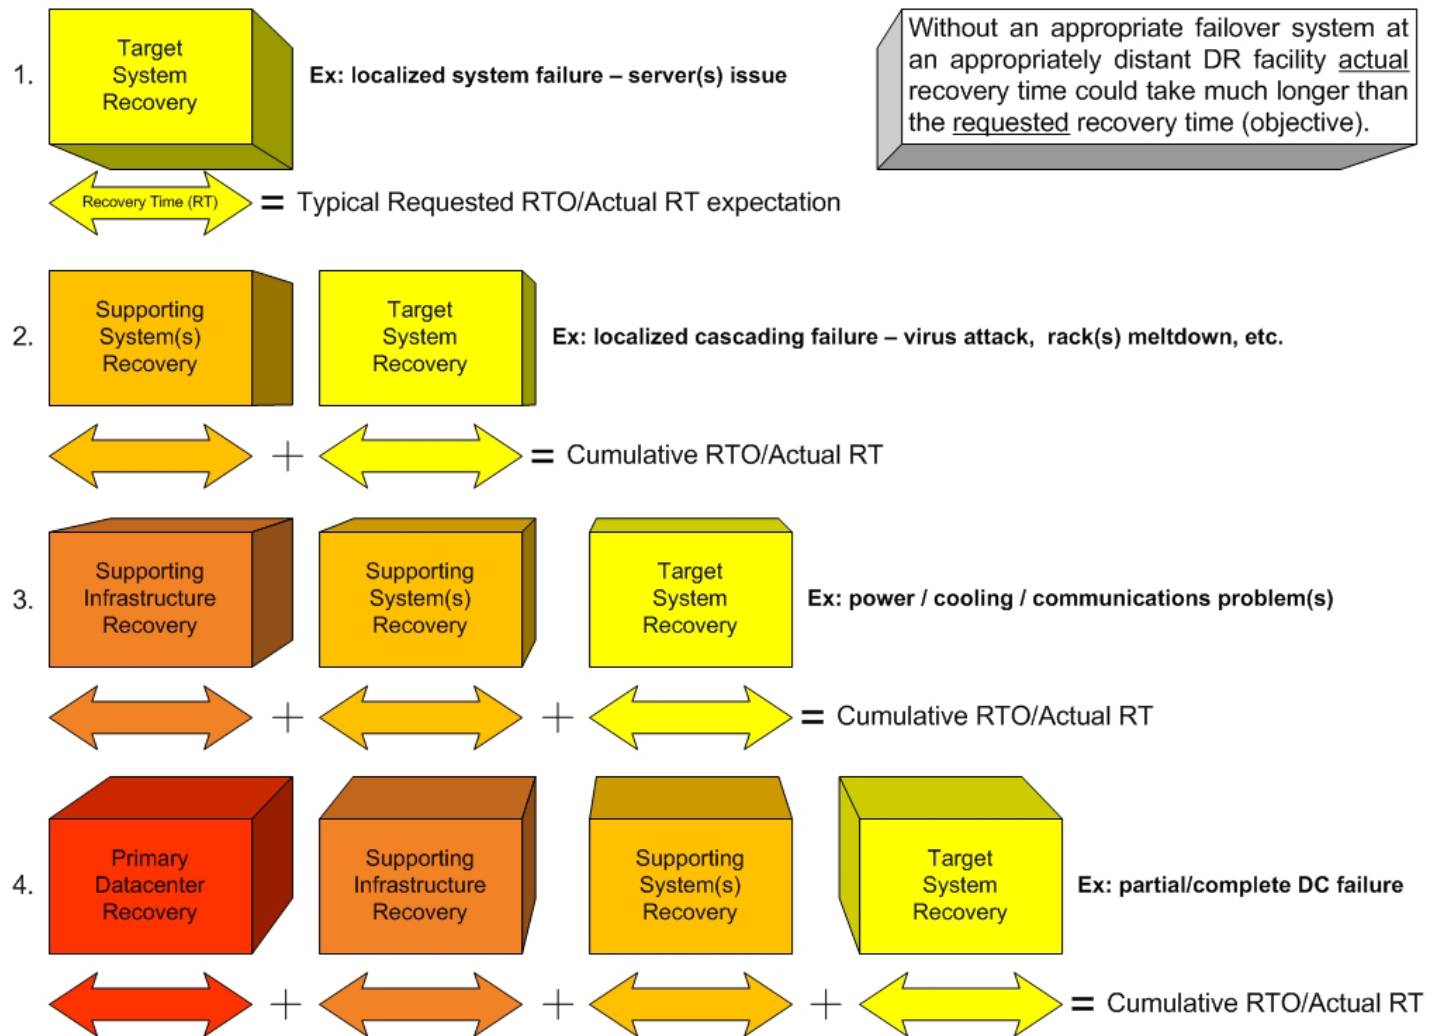 1.
Target
System
Recovery
Ex: localized system failure – server(s) issue
Without an appropriate failover system at
an appropriately distant DR facility actual
recovery time could take much longer than
the requested recovery time (objective).
Recovery Time (RT)
= Typical Requested RTO/Actual RT expectation
2.
Supporting
System(s)
Recovery
Target
System
Recovery
Ex: localized cascading failure – virus attack, rack(s) meltdown, etc.
+
= Cumulative RTO/Actual RT
3.
Supporting
Infrastructure
Recovery
Supporting
System(s)
Recovery
Target
System
Recovery
Ex: power / cooling / communications problem(s)
+
+
= Cumulative RTO/Actual RT
4.
Primary
Datacenter
Recovery
Supporting
Infrastructure
Recovery
Supporting
System(s)
Recovery
Target
System
Recovery
Ex: partial/complete DC failure
+
+
+
= Cumulative RTO/Actual RT